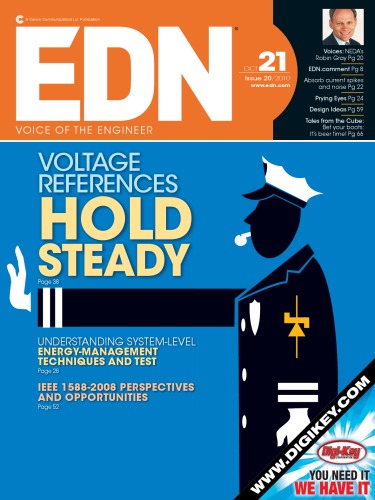 A Canon Communications LLC Publication
EDN
VOICE OF THE ENGINEER
OCT 21
Issue 20/2010
www.edn.com
Voices: NEDA's
Robin Gray Pg 20
EDN.comment Pg 8
Absorb current spikes
and noise Pg 22
Prying Eyes Pg 24
Design Ideas Pg 59
Tales from the Cube:
Bet your boots:
It's beer time! Pg 66
VOLTAGE
REFERENCES
HOLD
STEADY
Page 38
UNDERSTANDING SYSTEM-LEVEL
ENERGY-MANAGEMENT
TECHNIQUES AND TEST
Page 28
IEEE 1588-2008 PERSPECTIVES
AND OPPORTUNITIES
Page 52
WWW.DIGIKEY.COM
Digi-Key
YOU NEED IT
WE HAVE IT